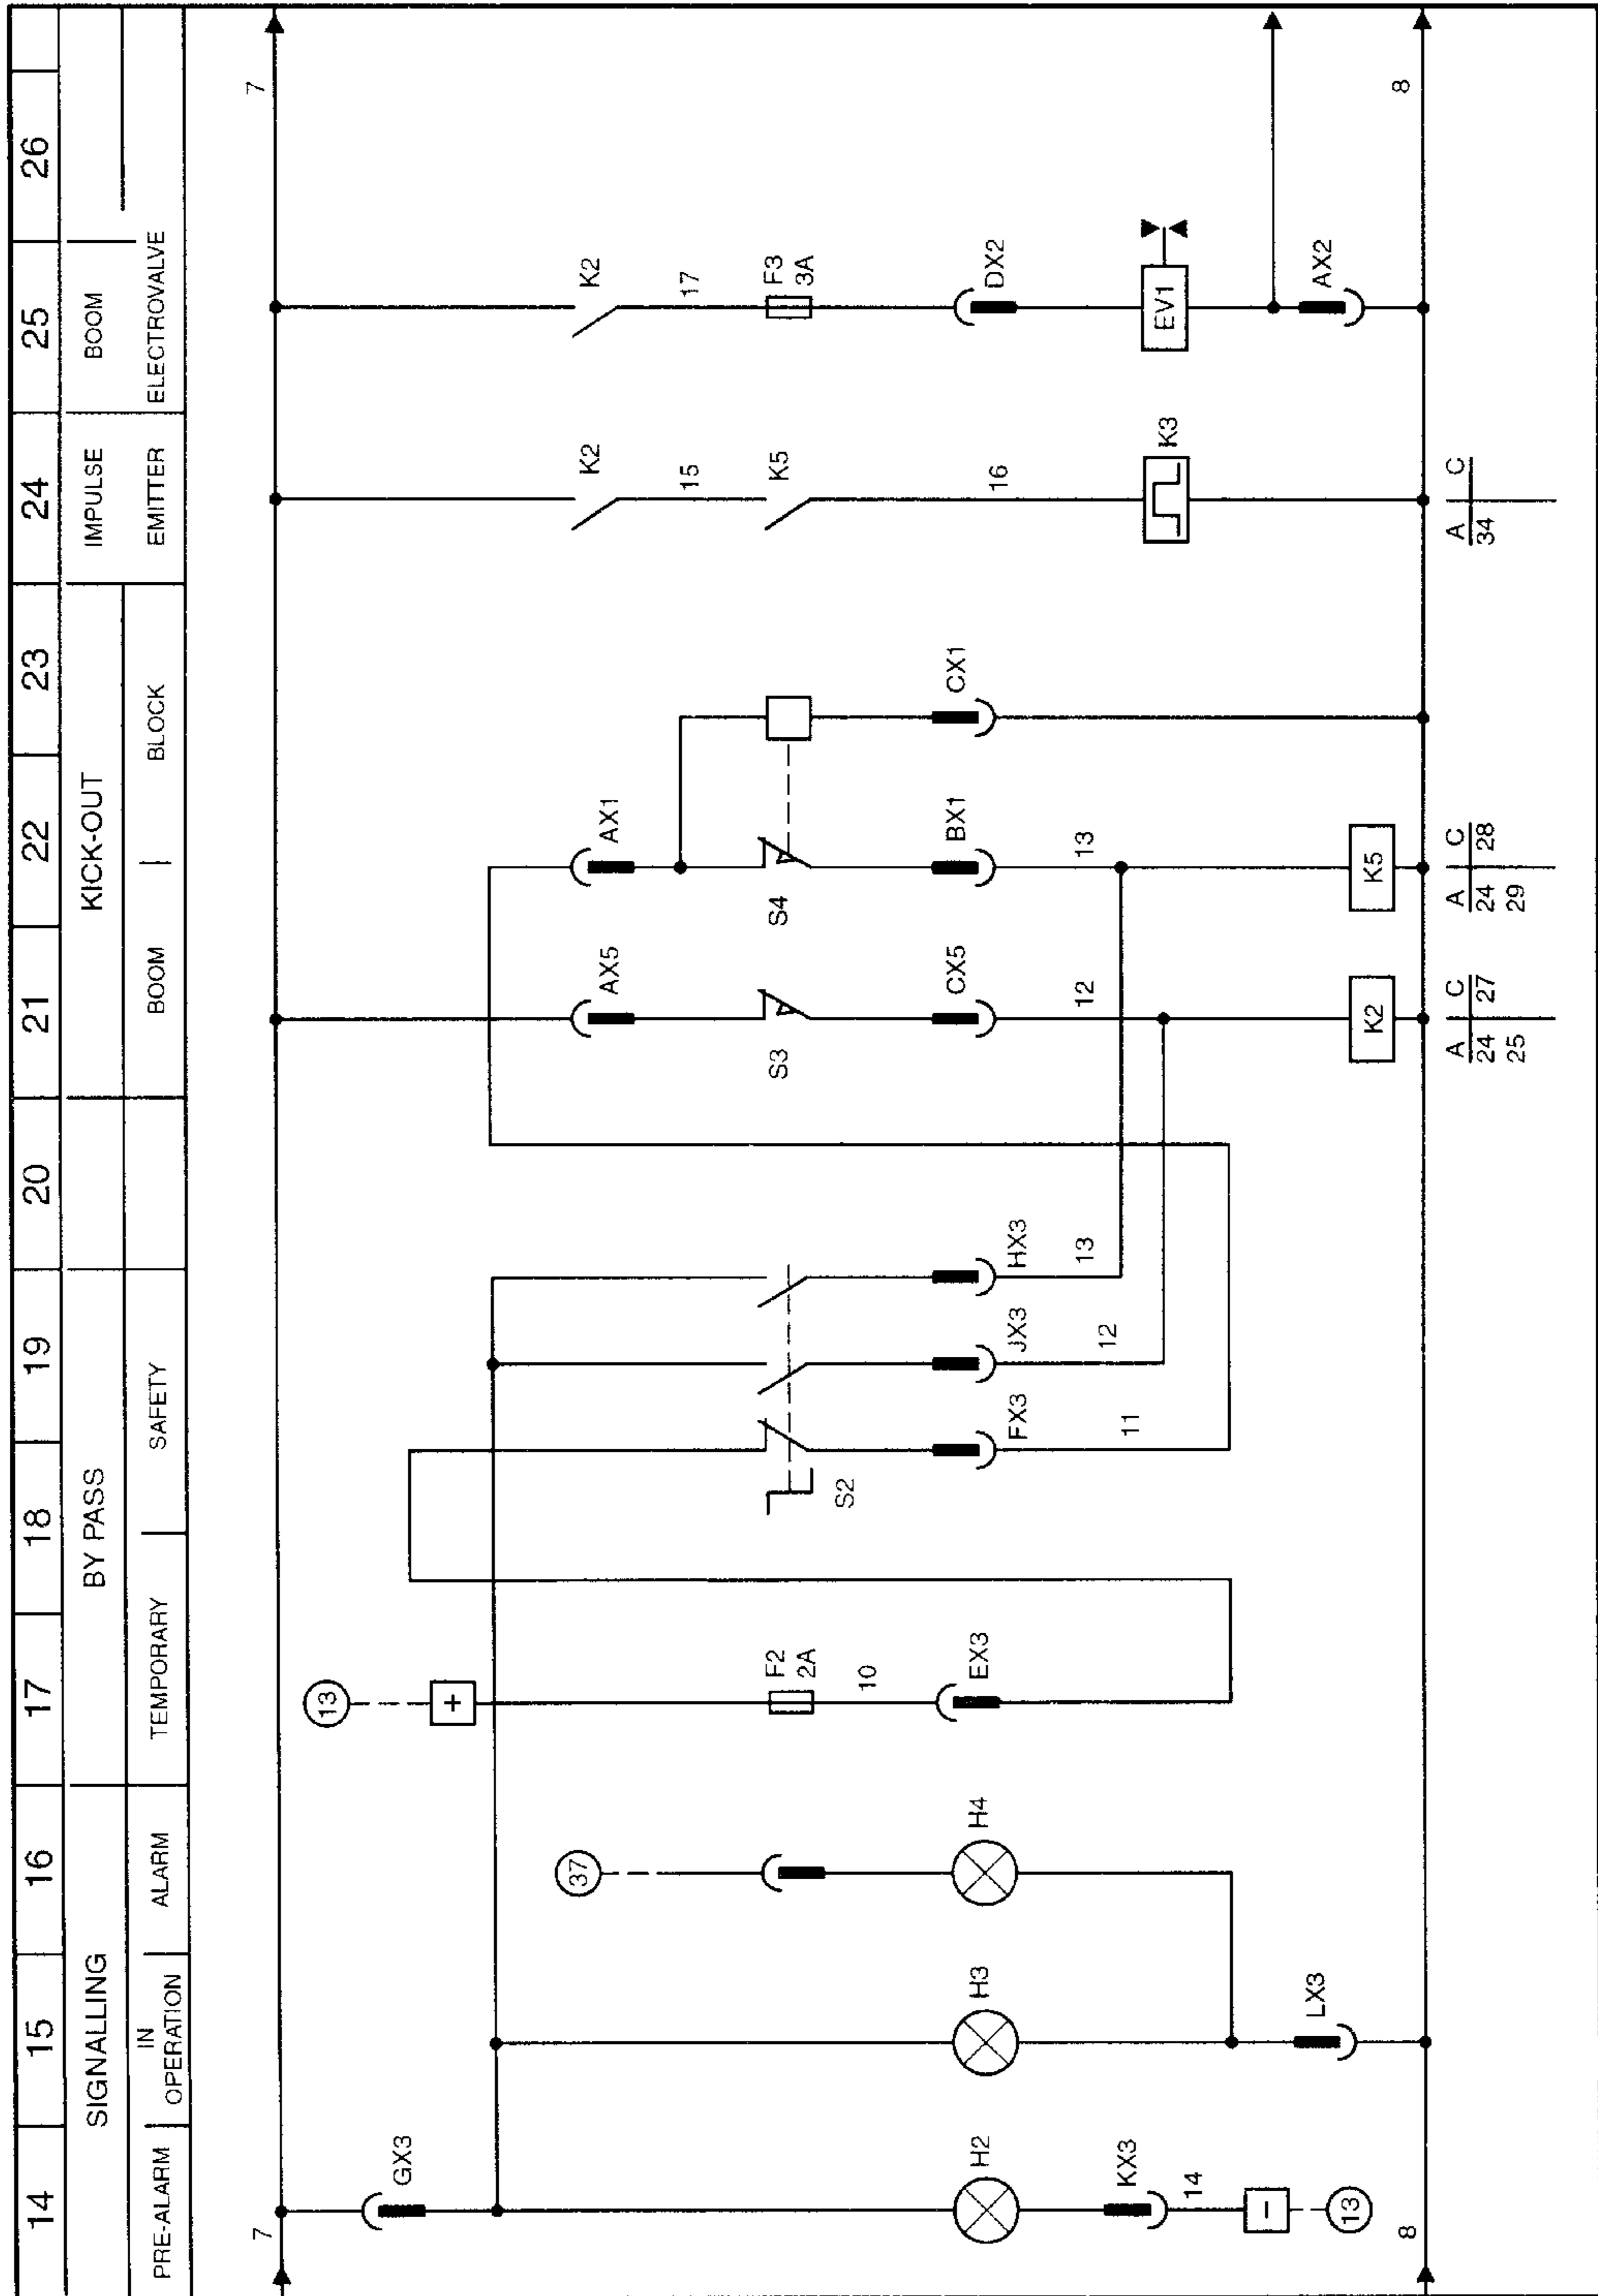 14 15 16 17 18 19 20 21 22 23 24 25 26
SIGNALLING BY PASS KICK-OUT IMPULSE BOOM
PRE-ALARM IN OPERATION ALARM TEMPORARY SAFETY BOOM BLOCK EMITTER ELECTROVALVE
7 7
GX3
13
+
37
AX5 AX1
K2 K2
15 17
F2
2A
S2
S3 S4
K5
F3
3A
10
H2 H3 H4
EX3
FX3 JX3 HX3
CX5 BX1 CX1
16
DX2
KX3
14
11 12 13
12 13
K3
EV1
-
13
LX3
K2 K5
AX2
8 8
A C
24 27
25
A C
24 28
29
A C
34